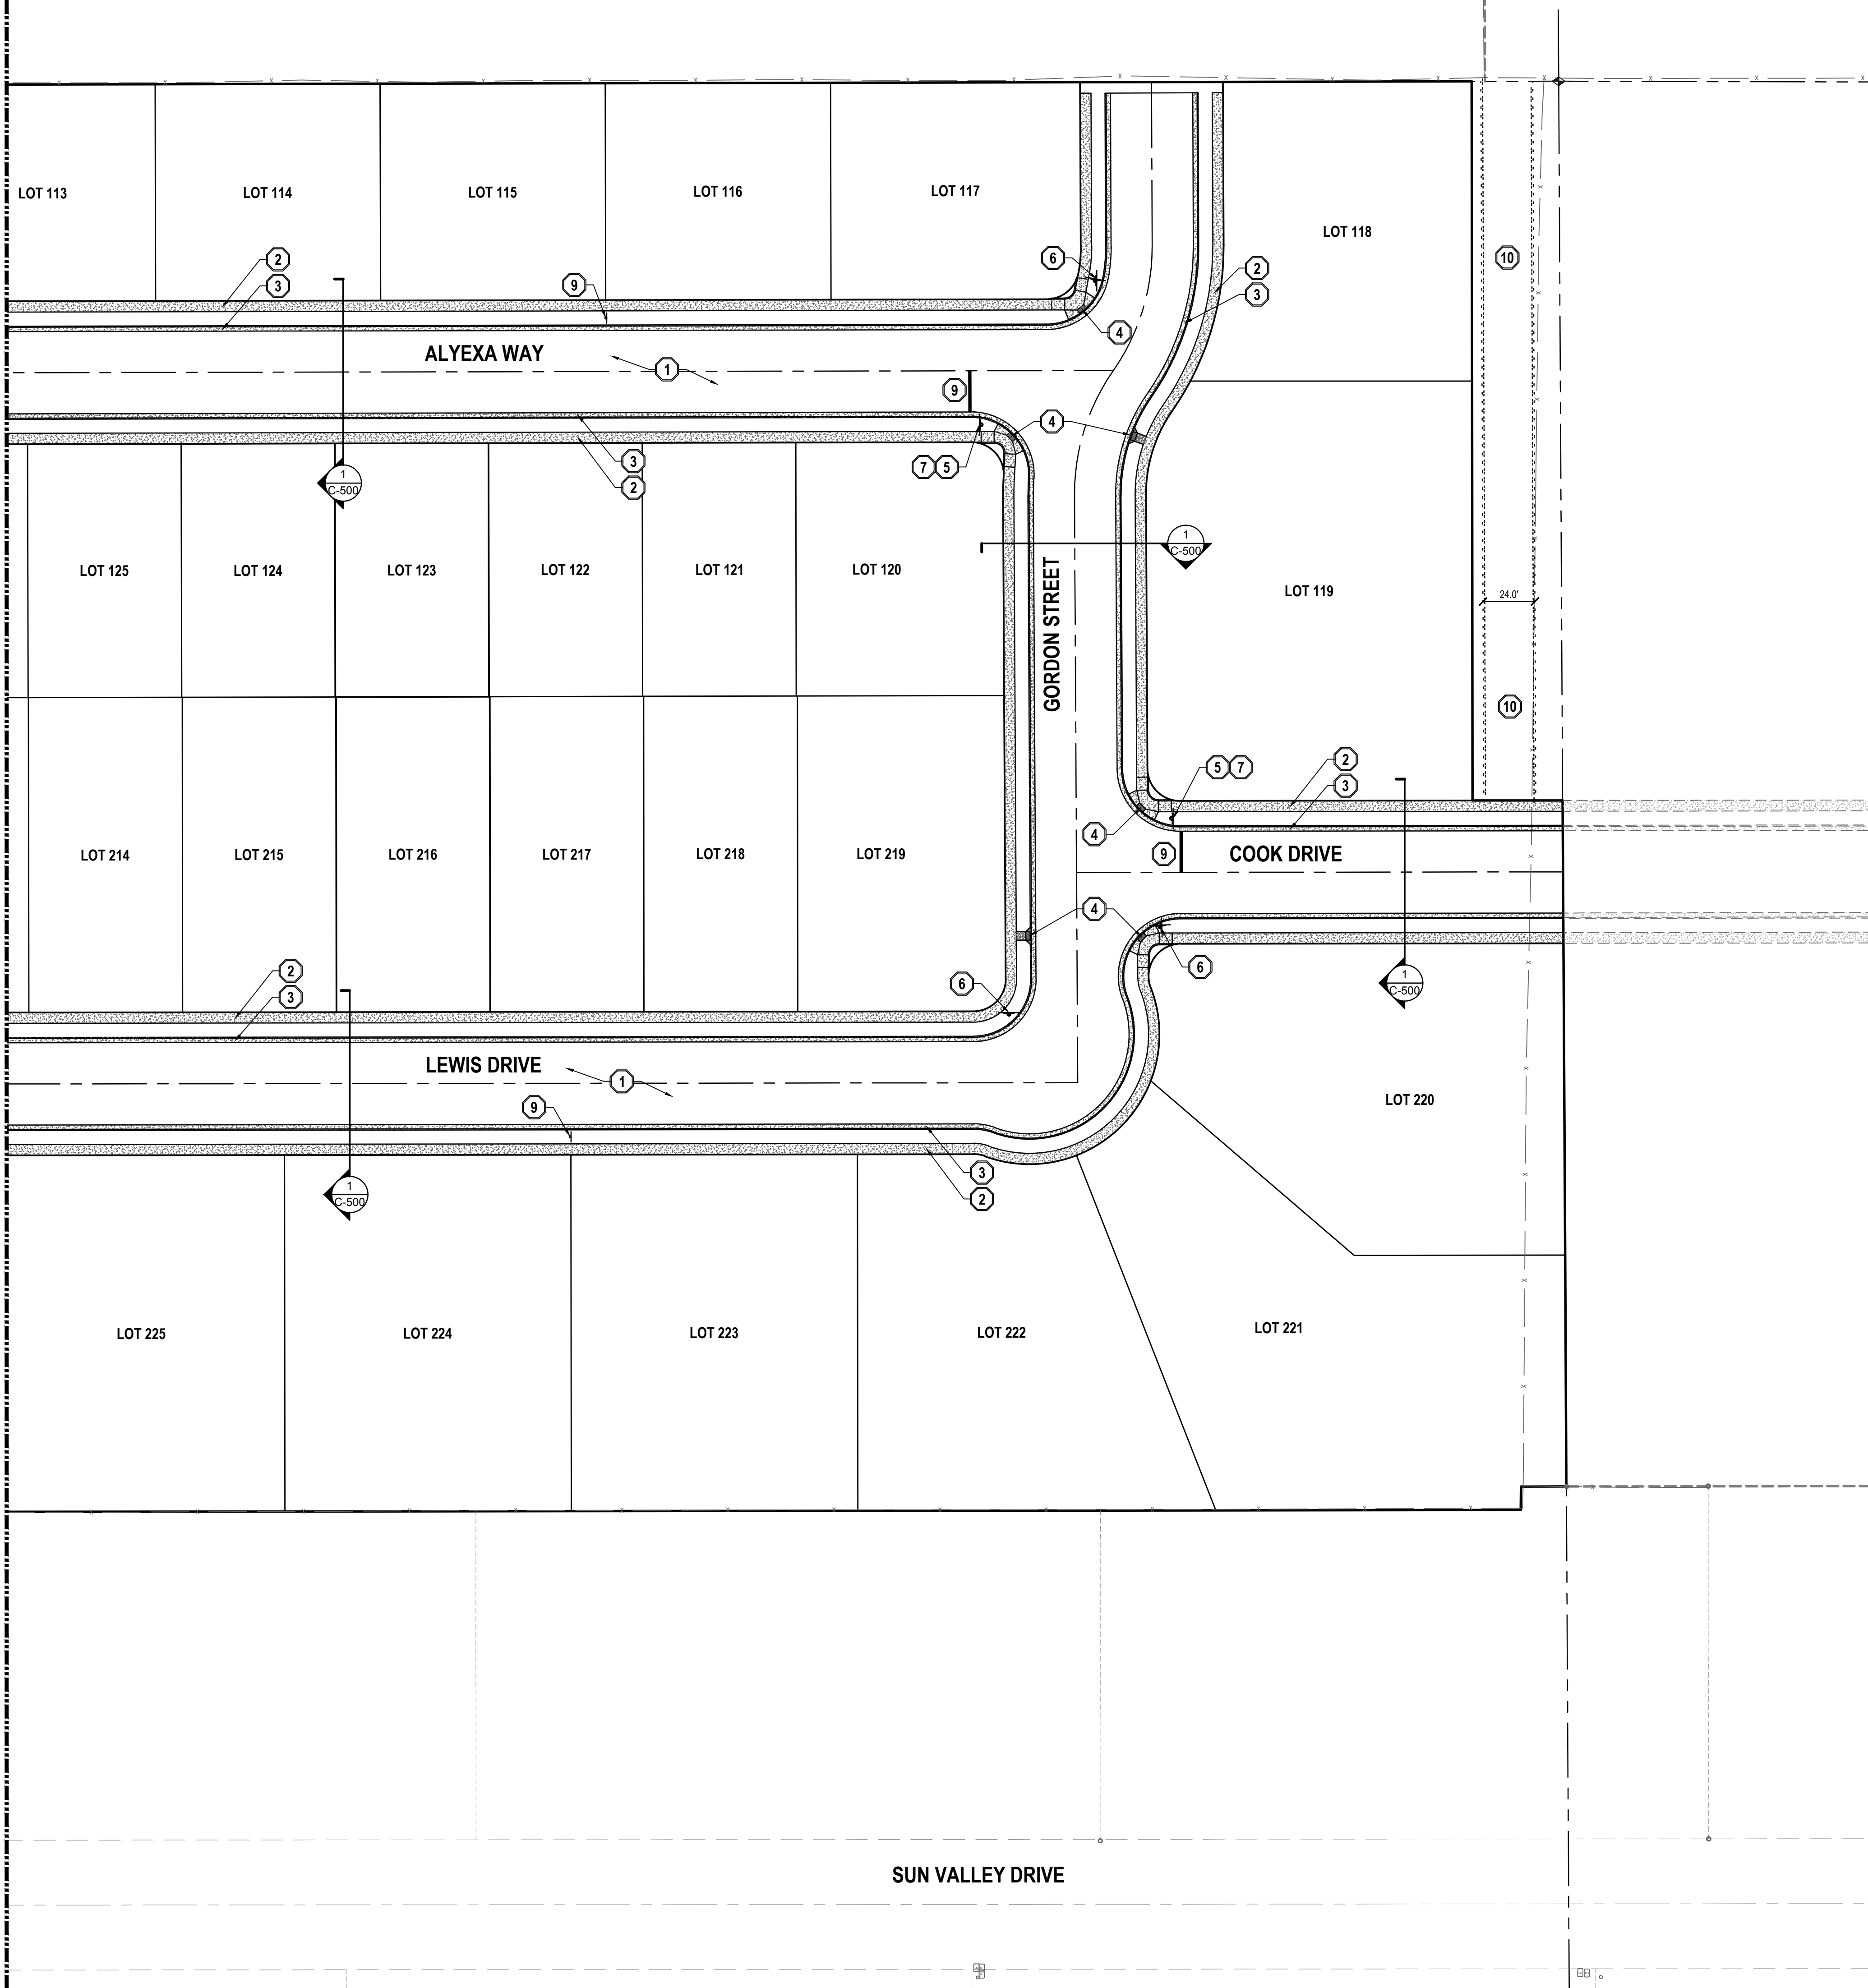 LOT 113
LOT 114
LOT 115
LOT 116
LOT 117
LOT 118
10
2
3
9
6
4
2
3
ALYEXA WAY
1
9
4
7 5
3
2
1
C-500
1
C-500
LOT 125
LOT 124
LOT 123
LOT 122
LOT 121
LOT 120
GORDON STREET
LOT 119
24.0'
10
5 7
2
3
4
9
COOK DRIVE
LOT 214
LOT 215
LOT 216
LOT 217
LOT 218
LOT 219
4
6
6
1
C-500
2
3
LEWIS DRIVE
1
9
LOT 220
3
2
1
C-500
LOT 225
LOT 224
LOT 223
LOT 222
LOT 221
SUN VALLEY DRIVE